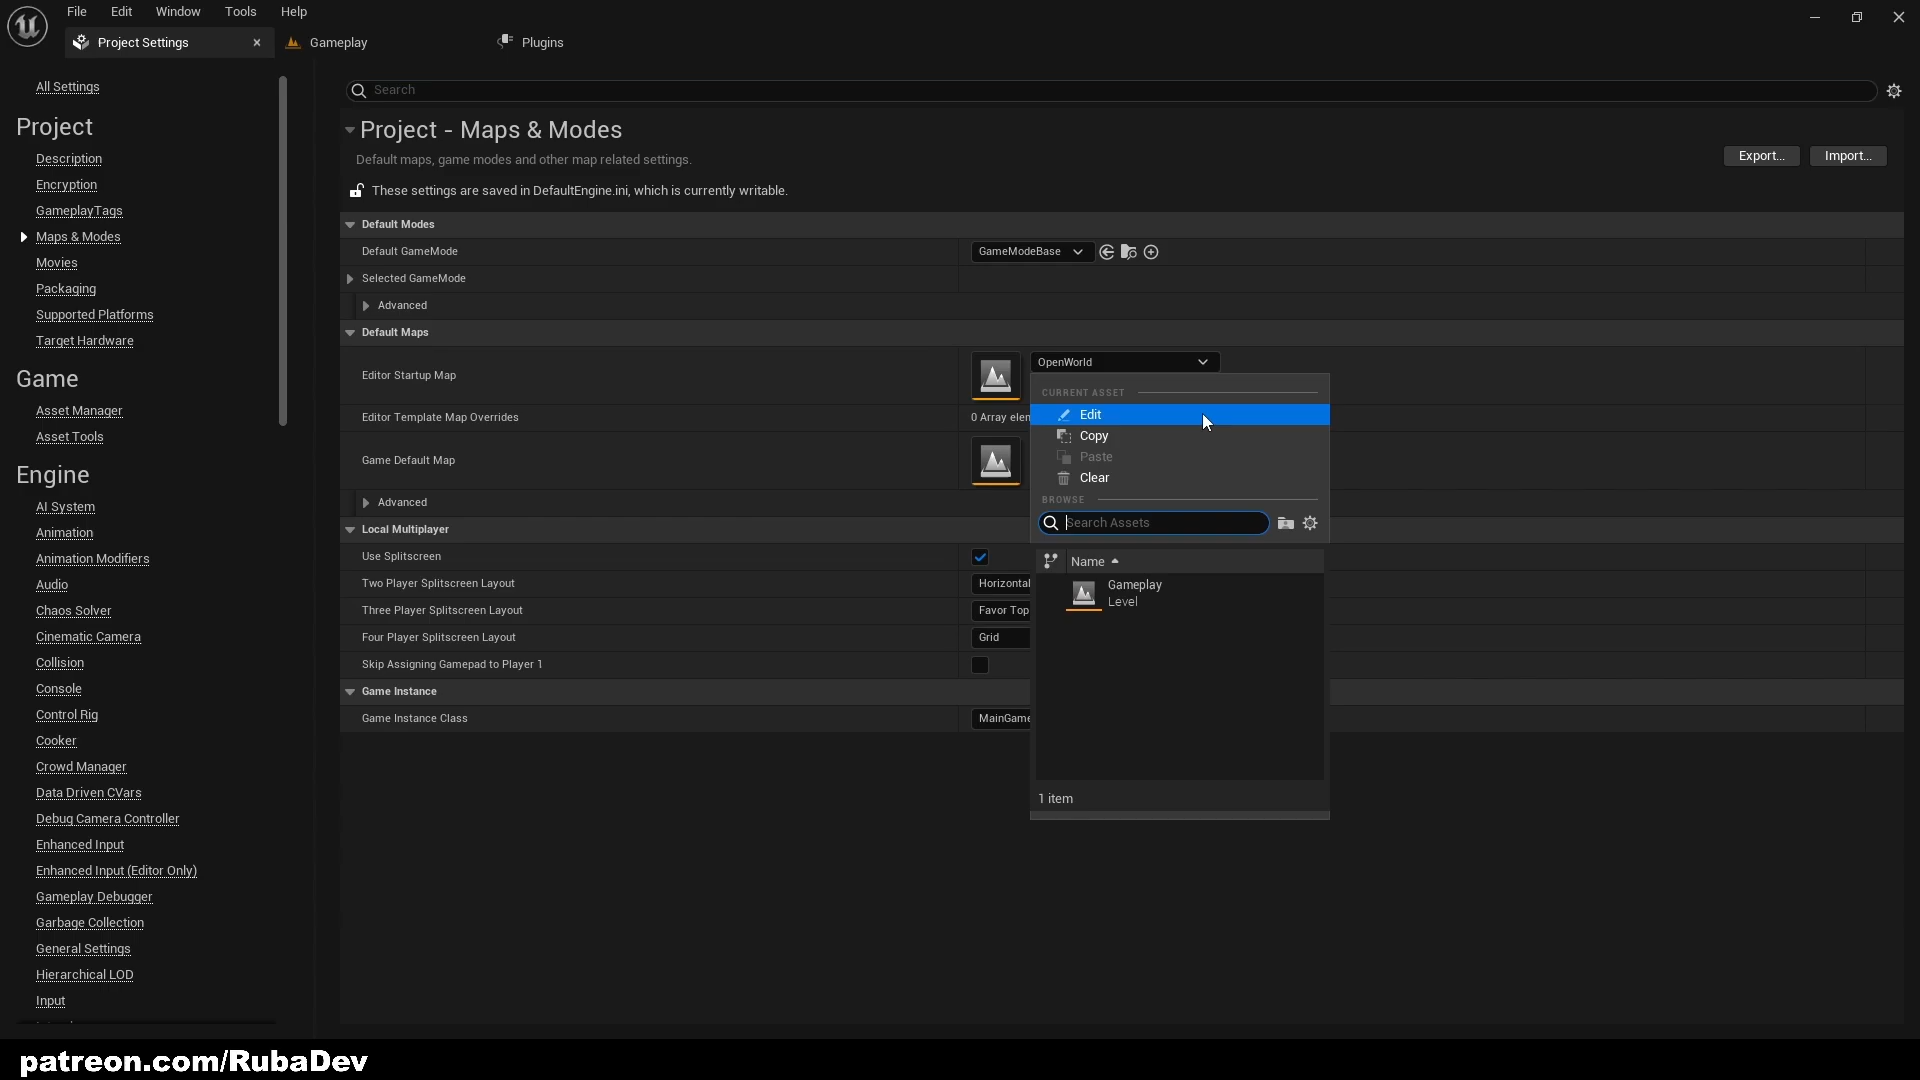 File
Edit
Window
Tools
Help
Project Settings
Gameplay
Plugins
All Settings
Project
Description
Encryption
GameplayTags
Maps & Modes
Movies
Packaging
Supported Platforms
Target Hardware
Game
Asset Manager
Asset Tools
Engine
AI System
Animation
Animation Modifiers
Audio
Chaos Solver
Cinematic Camera
Collision
Console
Control Rig
Cooker
Crowd Manager
Data Driven CVars
Debug Camera Controller
Enhanced Input
Enhanced Input (Editor Only)
Gameplay Debugger
Garbage Collection
General Settings
Hierarchical LOD
Input
Search
Project - Maps & Modes
Default maps, game modes and other map related settings.
Export...
Import...
These settings are saved in DefaultEngine.ini, which is currently writable.
Default Modes
Default GameMode
GameModeBase
Selected GameMode
Advanced
Default Maps
Editor Startup Map
OpenWorld
Editor Template Map Overrides
0 Array elen
Game Default Map
Advanced
Local Multiplayer
Use Splitscreen
Two Player Splitscreen Layout
Horizontal
Three Player Splitscreen Layout
Favor Top
Four Player Splitscreen Layout
Grid
Skip Assigning Gamepad to Player 1
Game Instance
Game Instance Class
MainGame
CURRENT ASSET
Edit
Copy
Paste
Clear
BROWSE
Search Assets
Name
Gameplay
Level
1 item
patreon.com/RubaDev